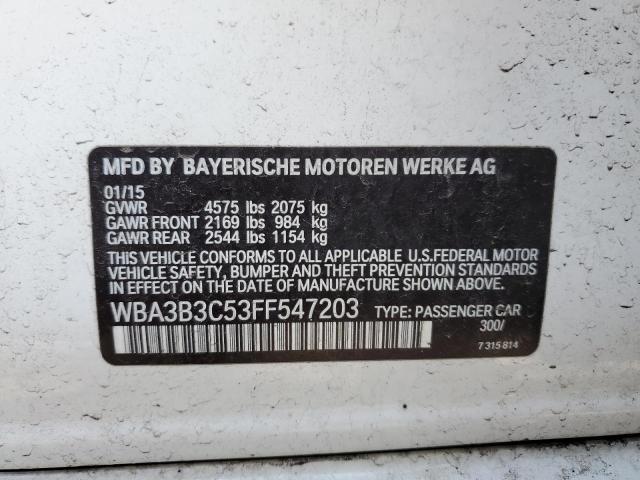 MFD BY BAYERISCHE MOTOREN WERKE AG
01/15
GVWR 4575 lbs 2075 kg
GAWR FRONT 2169 lbs 984 kg
GAWR REAR 2544 lbs 1154 kg
THIS VEHICLE CONFORMS TO ALL APPLICABLE U.S.FEDERAL MOTOR
VEHICLE SAFETY, BUMPER AND THEFT PREVENTION STANDARDS
IN EFFECT ON THE DATE OF MANUFACTURE SHOWN ABOVE.
WBA3B3C53FF547203 TYPE: PASSENGER CAR
300/
7 315 814